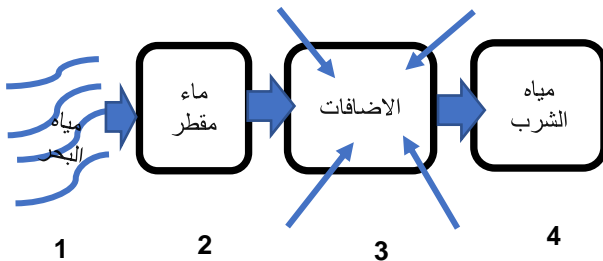 مياه
البحر
ماء
مقطر
الاضافات
مياه
الشرب
1
2
3
4